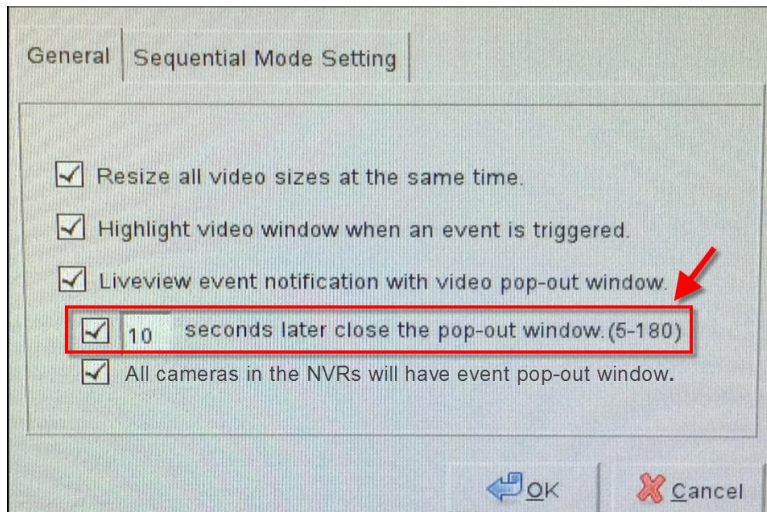 General
Sequential Mode Setting
Resize all video sizes at the same time.
Highlight video window when an event is triggered.
Liveview event notification with video pop-out window.
10 seconds later close the pop-out window.(5-180)
All cameras in the NVRs will have event pop-out window.
OK
Cancel